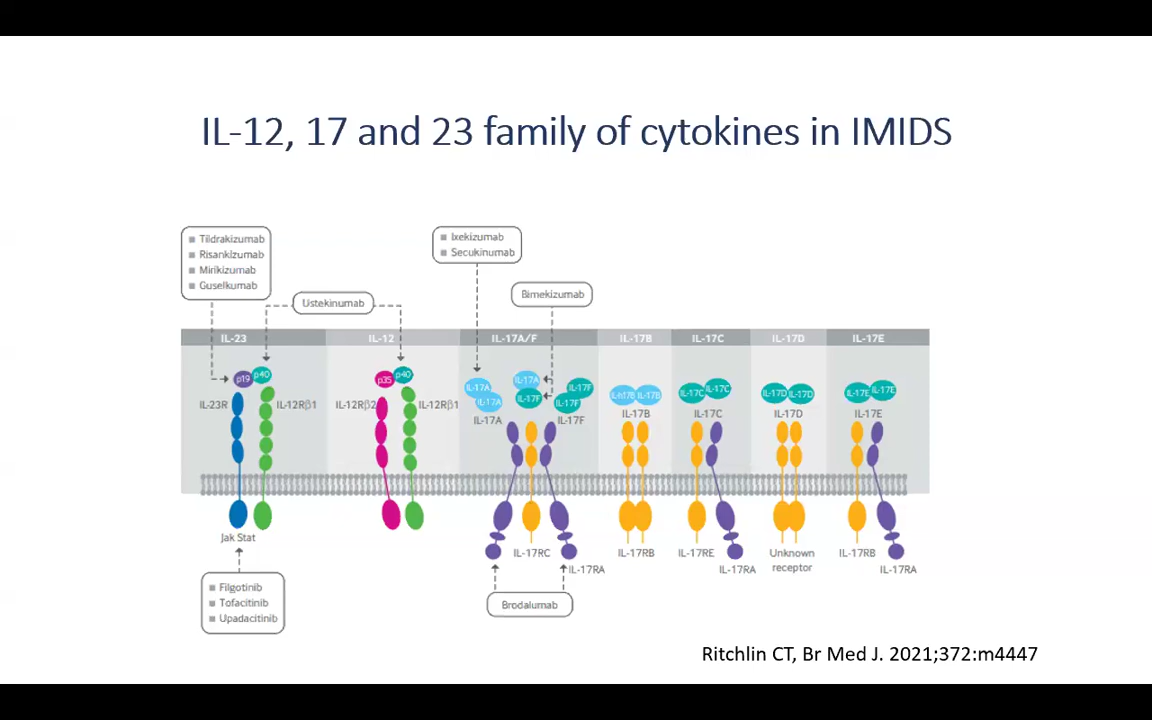 IL-12, 17 and 23 family of cytokines in IMIDS
Tildrakizumab
Risankizumab
Mirikizumab
Guselkumab
Ustekinumab
Ixekizumab
Secukinumab
Bimekizumab
IL-23
IL-12
IL-17A/F
IL-17B
IL-17C
IL-17D
IL-17E
p19
p40
p35
p40
IL-17A
IL-17A
IL-17A
IL-17F
IL-17F
IL-17F
IL-17B
IL-17C
IL-17C
IL-17D
IL-17D
IL-17E
IL-17E
IL-23R
IL-12Rβ1
IL-12Rβ2
IL-12Rβ1
IL-17A
IL-17F
IL-17B
IL-17C
IL-17D
IL-17E
Jak Stat
IL-17RC
IL-17RA
IL-17RB
IL-17RE
IL-17RA
Unknown
receptor
IL-17RB
IL-17RA
Filgotinib
Tofacitinib
Upadacitinib
Brodalumab
Ritchlin CT, Br Med J. 2021;372:m4447